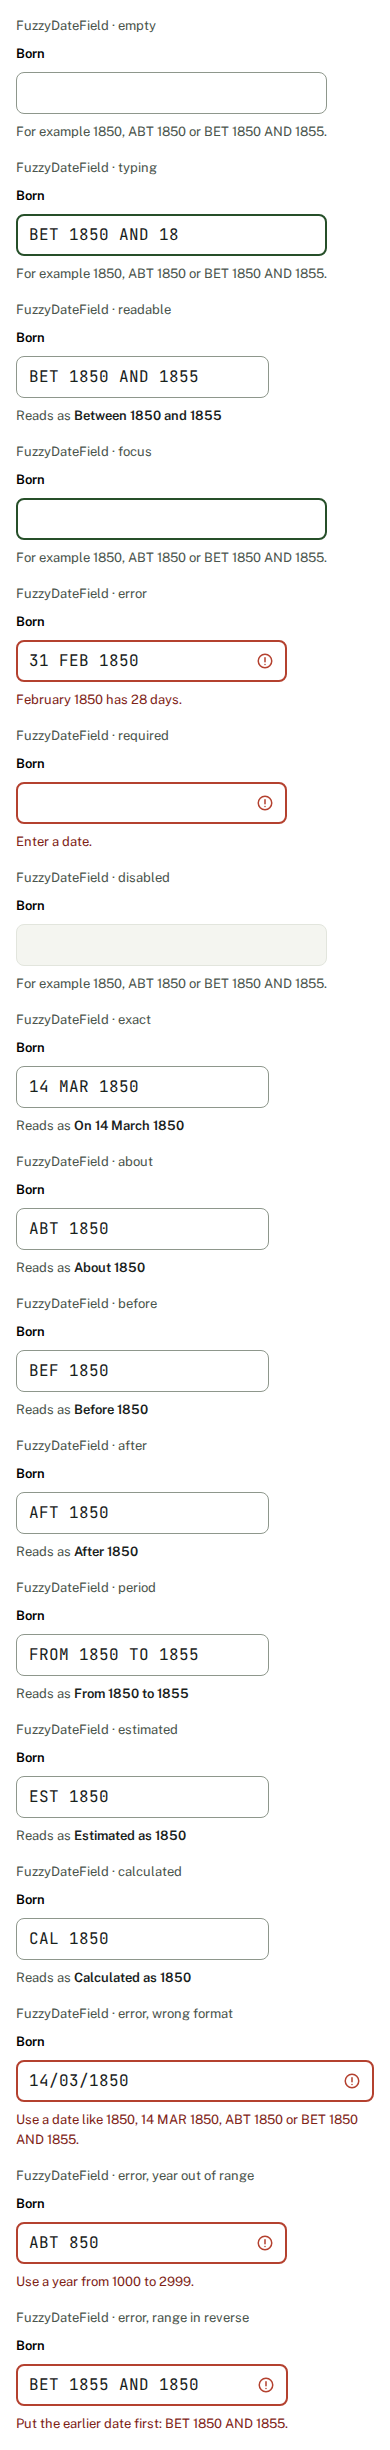 FuzzyDateField · empty
Born
For example 1850, ABT 1850 or BET 1850 AND 1855.
FuzzyDateField · typing
Born
BET 1850 AND 18
For example 1850, ABT 1850 or BET 1850 AND 1855.
FuzzyDateField · readable
Born
BET 1850 AND 1855
Reads as Between 1850 and 1855
FuzzyDateField · focus
Born
For example 1850, ABT 1850 or BET 1850 AND 1855.
FuzzyDateField · error
Born
31 FEB 1850
February 1850 has 28 days.
FuzzyDateField · required
Born
Enter a date.
FuzzyDateField · disabled
Born
For example 1850, ABT 1850 or BET 1850 AND 1855.
FuzzyDateField · exact
Born
14 MAR 1850
Reads as On 14 March 1850
FuzzyDateField · about
Born
ABT 1850
Reads as About 1850
FuzzyDateField · before
Born
BEF 1850
Reads as Before 1850
FuzzyDateField · after
Born
AFT 1850
Reads as After 1850
FuzzyDateField · period
Born
FROM 1850 TO 1855
Reads as From 1850 to 1855
FuzzyDateField · estimated
Born
EST 1850
Reads as Estimated as 1850
FuzzyDateField · calculated
Born
CAL 1850
Reads as Calculated as 1850
FuzzyDateField · error, wrong format
Born
14/03/1850
Use a date like 1850, 14 MAR 1850, ABT 1850 or BET 1850
AND 1855.
FuzzyDateField · error, year out of range
Born
ABT 850
Use a year from 1000 to 2999.
FuzzyDateField · error, range in reverse
Born
BET 1855 AND 1850
Put the earlier date first: BET 1850 AND 1855.